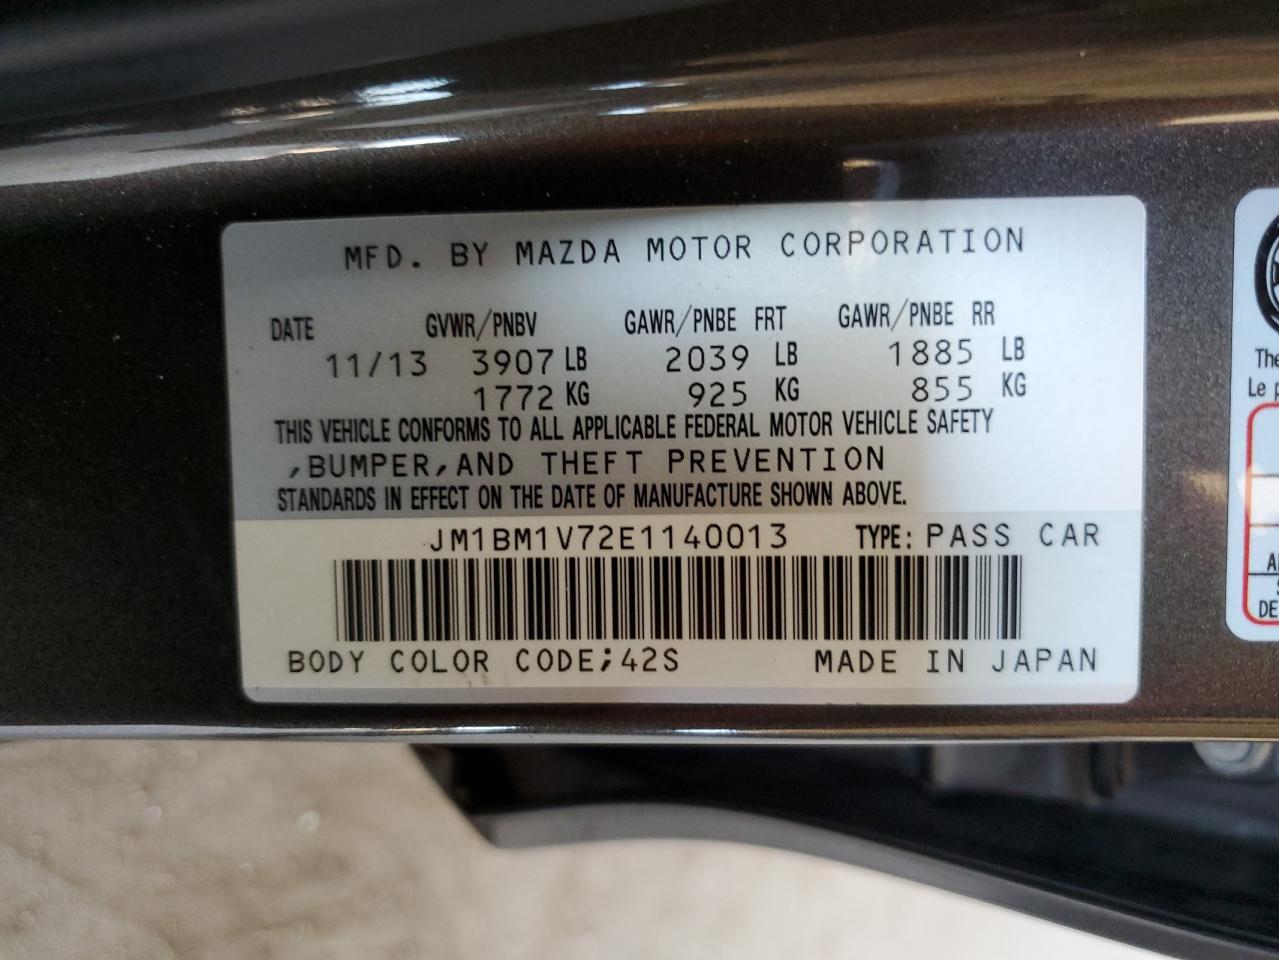 MFD. BY MAZDA MOTOR CORPORATION
DATE GVWR/PNBV GAWR/PNBE FRT GAWR/PNBE RR
11/13 3907 LB 2039 LB 1885 LB
1772 KG 925 KG 855 KG
THIS VEHICLE CONFORMS TO ALL APPLICABLE FEDERAL MOTOR VEHICLE SAFETY
,BUMPER,AND THEFT PREVENTION
STANDARDS IN EFFECT ON THE DATE OF MANUFACTURE SHOWN ABOVE.
JM1BM1V72E1140013 TYPE: PASS CAR
BODY COLOR CODE;42S MADE IN JAPAN
The
Le p
DE